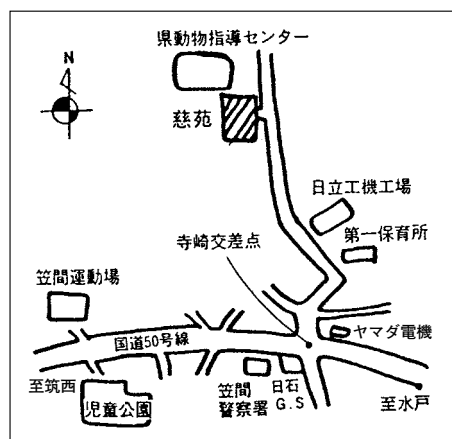 県動物指導センター
N
慈苑
日立工機工場
第一保育所
寺崎交差点
笠間運動場
ヤマダ電機
国道50号線
至筑西
児童公園
笠間
警察署
日石
G.S
至水戸